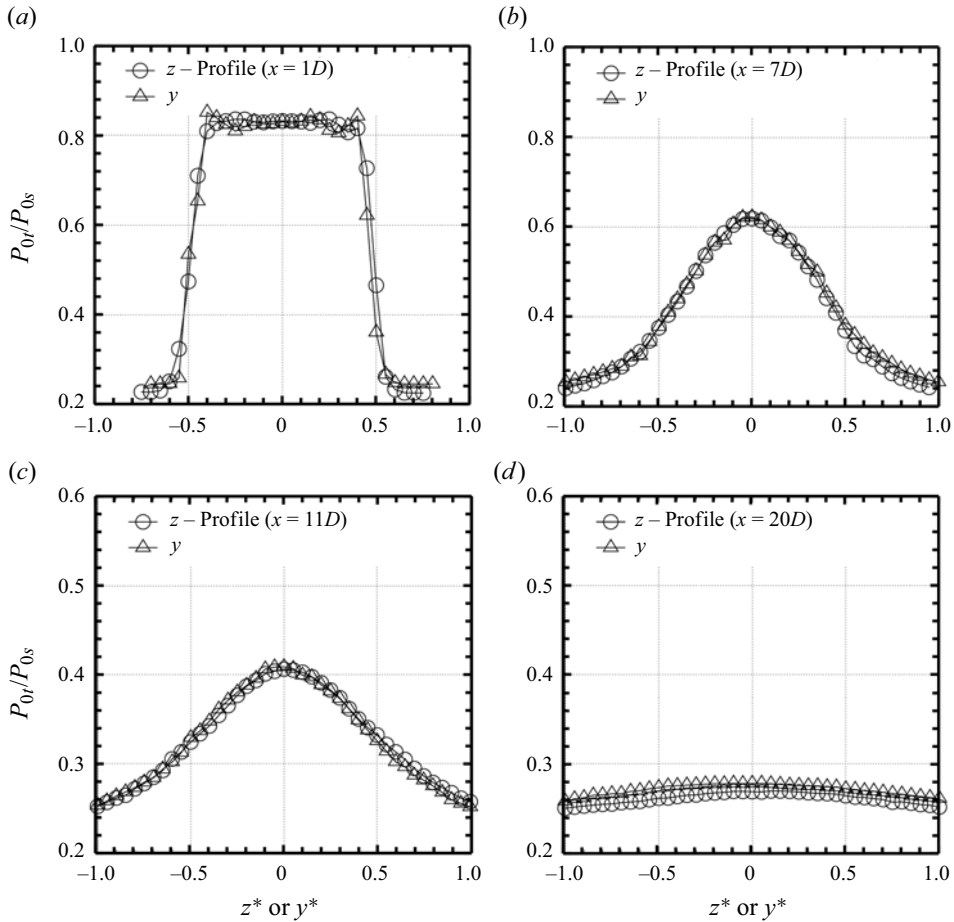 (a)
1.0
z – Profile (x = 1D)
y
0.8
P0t/P0s
0.6
0.4
0.2
–1.0 –0.5 0 0.5 1.0
(b)
1.0
z – Profile (x = 7D)
y
0.8
0.6
0.4
0.2
–1.0 –0.5 0 0.5 1.0
(c)
0.6
z – Profile (x = 11D)
y
0.5
P0t/P0s
0.4
0.3
0.2
–1.0 –0.5 0 0.5 1.0
z* or y*
(d)
0.6
z – Profile (x = 20D)
y
0.5
0.4
0.3
0.2
–1.0 –0.5 0 0.5 1.0
z* or y*